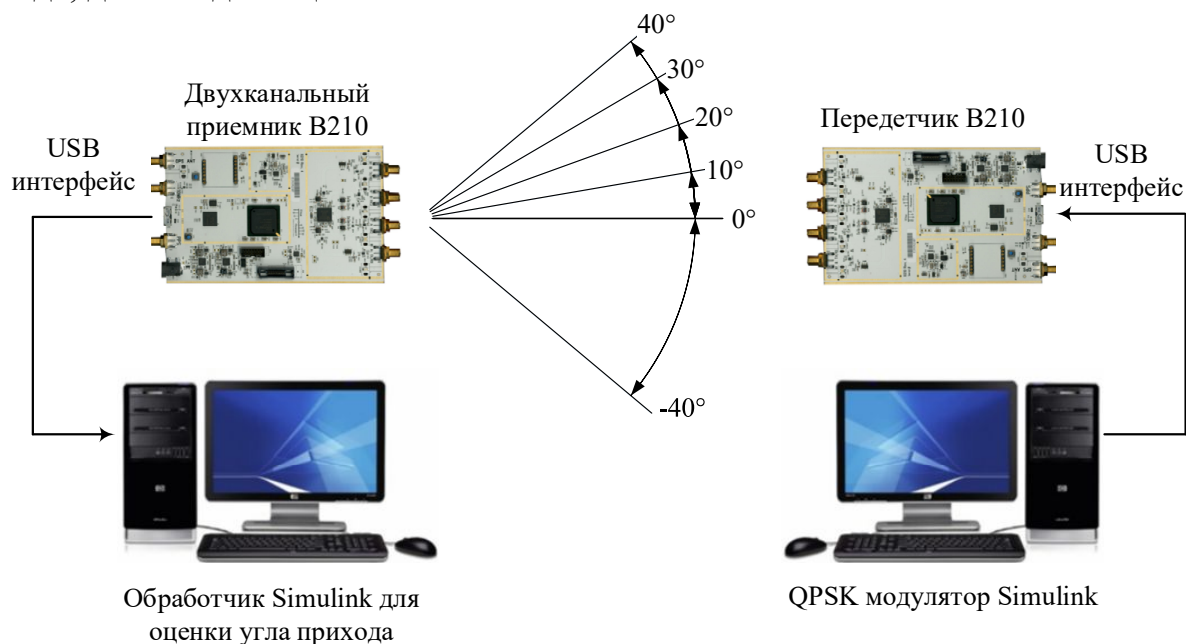 Двухканальный
приемник B210
USB
интерфейс
40°
30°
20°
10°
0°
-40°
Передетчик B210
USB
интерфейс
Обработчик Simulink для
оценки угла прихода
QPSK модулятор Simulink